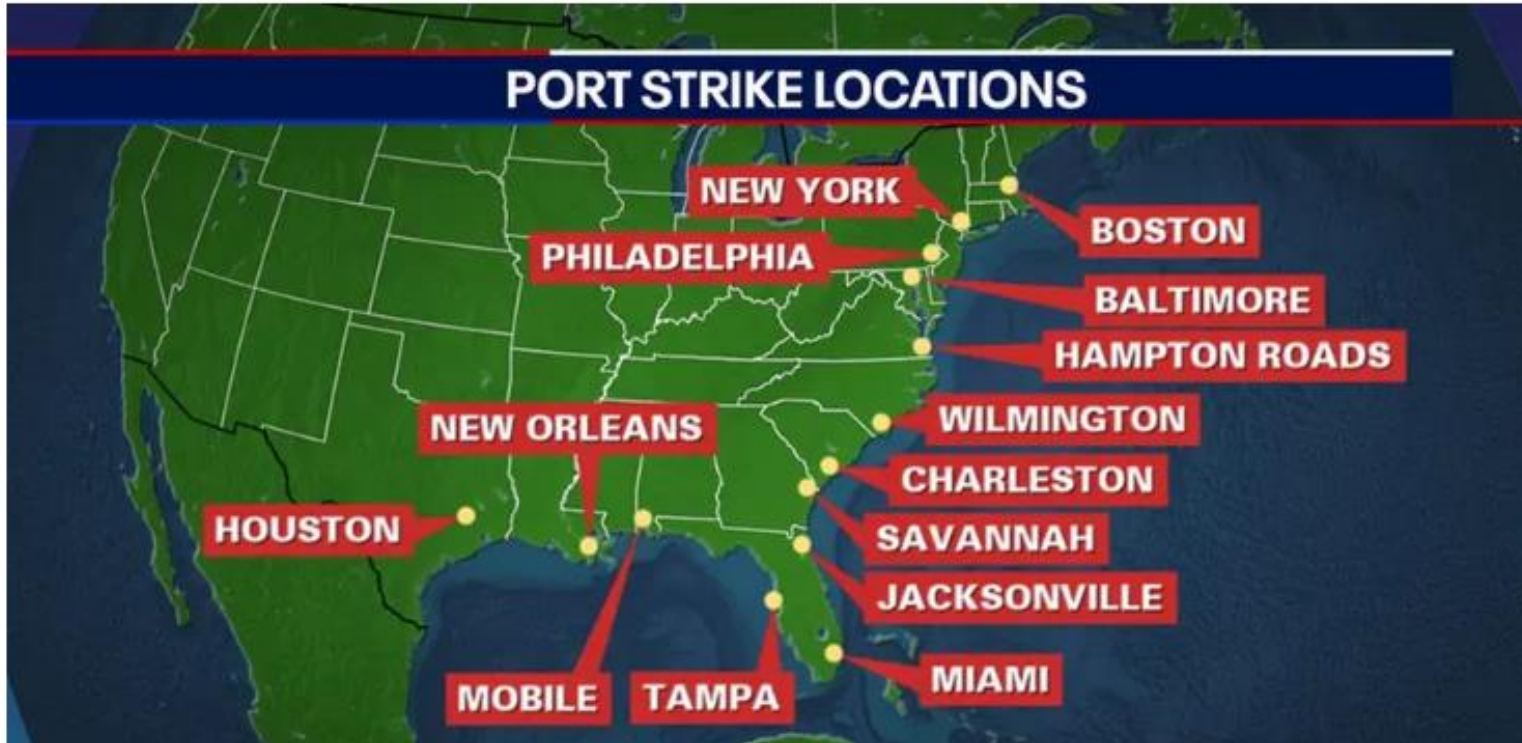 PORT STRIKE LOCATIONS
NEW YORK
BOSTON
PHILADELPHIA
BALTIMORE
HAMPTON ROADS
WILMINGTON
NEW ORLEANS
CHARLESTON
HOUSTON
SAVANNAH
JACKSONVILLE
MIAMI
MOBILE
TAMPA